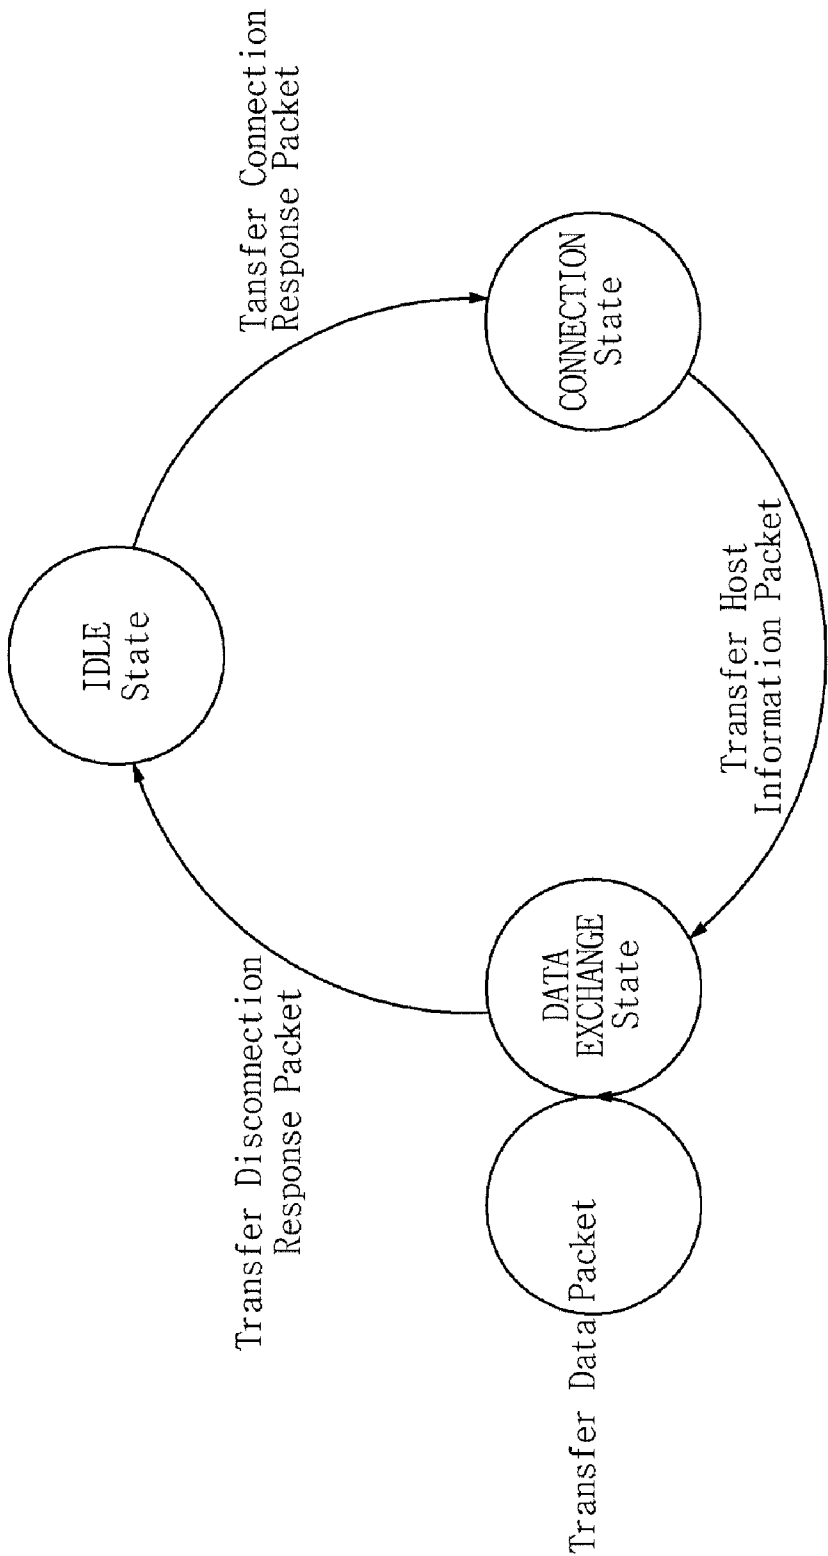 IDLE
State
Tansfer Connection
Response Packet
CONNECTION
State
Transfer Host
Information Packet
DATA
EXCHANGE
State
Transfer Data Packet
Transfer Disconnection
Response Packet